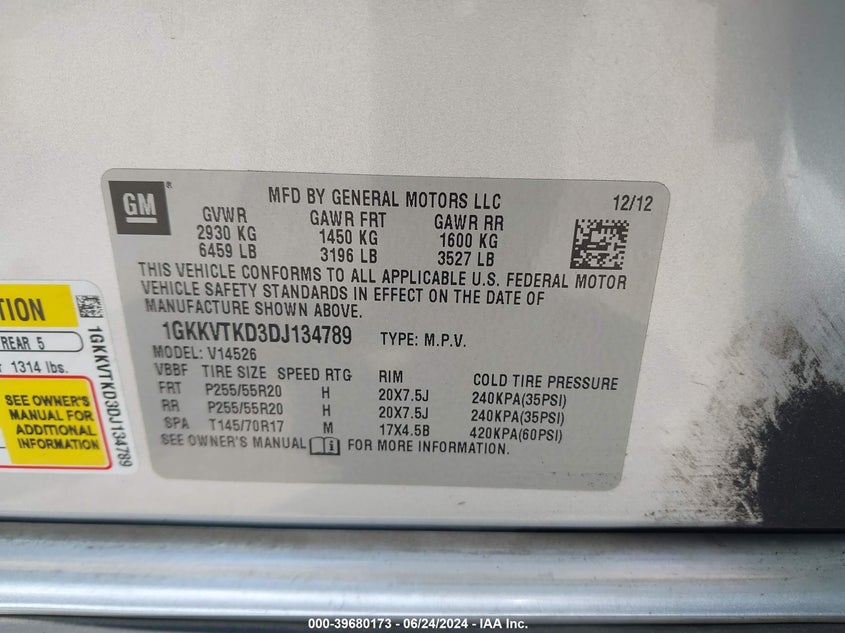 GM®
MFD BY GENERAL MOTORS LLC
12/12
GVWR GAWR FRT GAWR RR
2930 KG 1450 KG 1600 KG
6459 LB 3196 LB 3527 LB
THIS VEHICLE CONFORMS TO ALL APPLICABLE U.S. FEDERAL MOTOR
VEHICLE SAFETY STANDARDS IN EFFECT ON THE DATE OF
MANUFACTURE SHOWN ABOVE.
1GKKVTKD3DJ134789 TYPE: M.P.V.
MODEL: V14526
VBBF TIRE SIZE SPEED RTG RIM COLD TIRE PRESSURE
FRT P255/55R20 H 20X7.5J 240KPA(35PSI)
RR P255/55R20 H 20X7.5J 240KPA(35PSI)
SPA T145/70R17 M 17X4.5B 420KPA(60PSI)
SEE OWNER'S MANUAL FOR MORE INFORMATION.
REAR 5
1314 lbs.
SEE OWNER'S
MANUAL FOR
ADDITIONAL
INFORMATION
1GKKVTKD3DJ134789
000-39680173 - 06/24/2024 - IAA Inc.